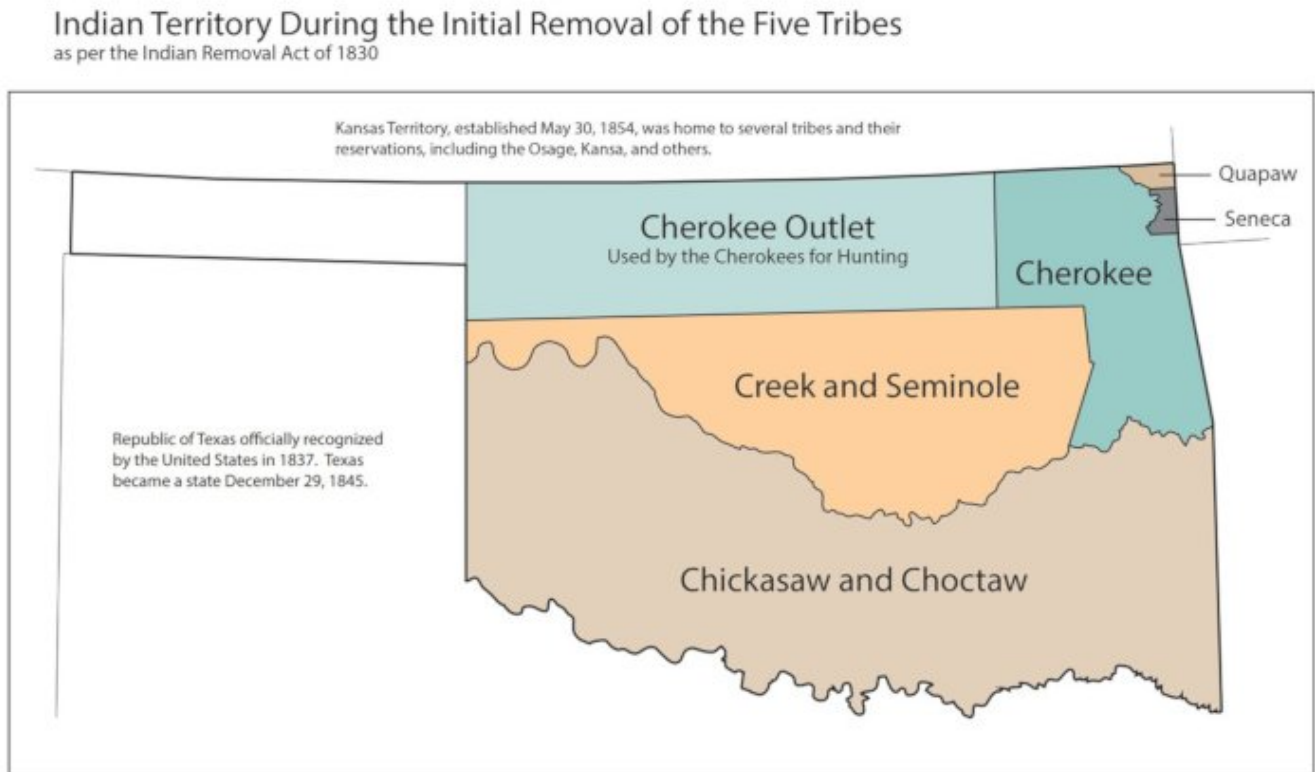 Indian Territory During the Initial Removal of the Five Tribes
as per the Indian Removal Act of 1830
Kansas Territory, established May 30, 1854, was home to several tribes and their
reservations, including the Osage, Kansa, and others.
Quapaw
Seneca
Cherokee Outlet
Used by the Cherokees for Hunting
Cherokee
Creek and Seminole
Republic of Texas officially recognized
by the United States in 1837. Texas
became a state December 29, 1845.
Chickasaw and Choctaw